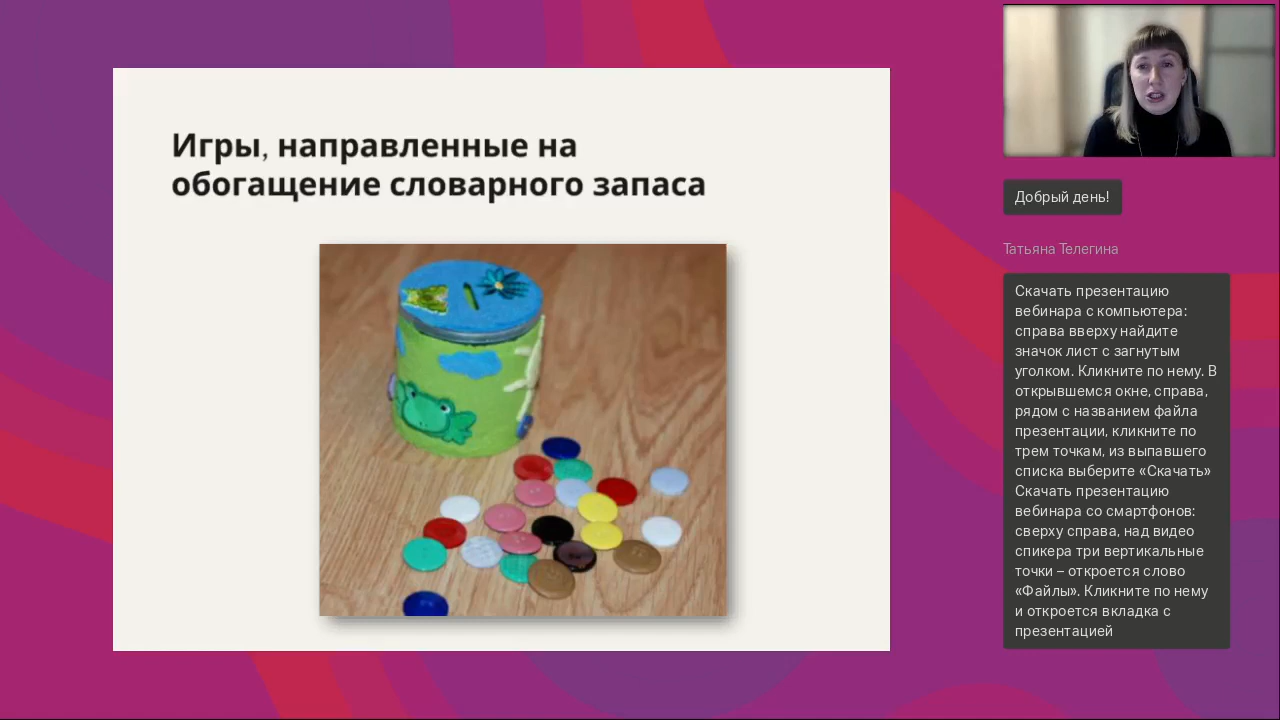 Игры, направленные на
обогащение словарного запаса
Добрый день!
Татьяна Телегина
Скачать презентацию
вебинара с компьютера:
справа вверху найдите
значок лист с загнутым
уголком. Кликните по нему. В
открывшемся окне, справа,
рядом с названием файла
презентации, кликните по
трем точкам, из выпавшего
списка выберите «Скачать»
Скачать презентацию
вебинара со смартфонов:
сверху справа, над видео
спикера три вертикальные
точки – откроется слово
«Файлы». Кликните по нему
и откроется вкладка с
презентацией